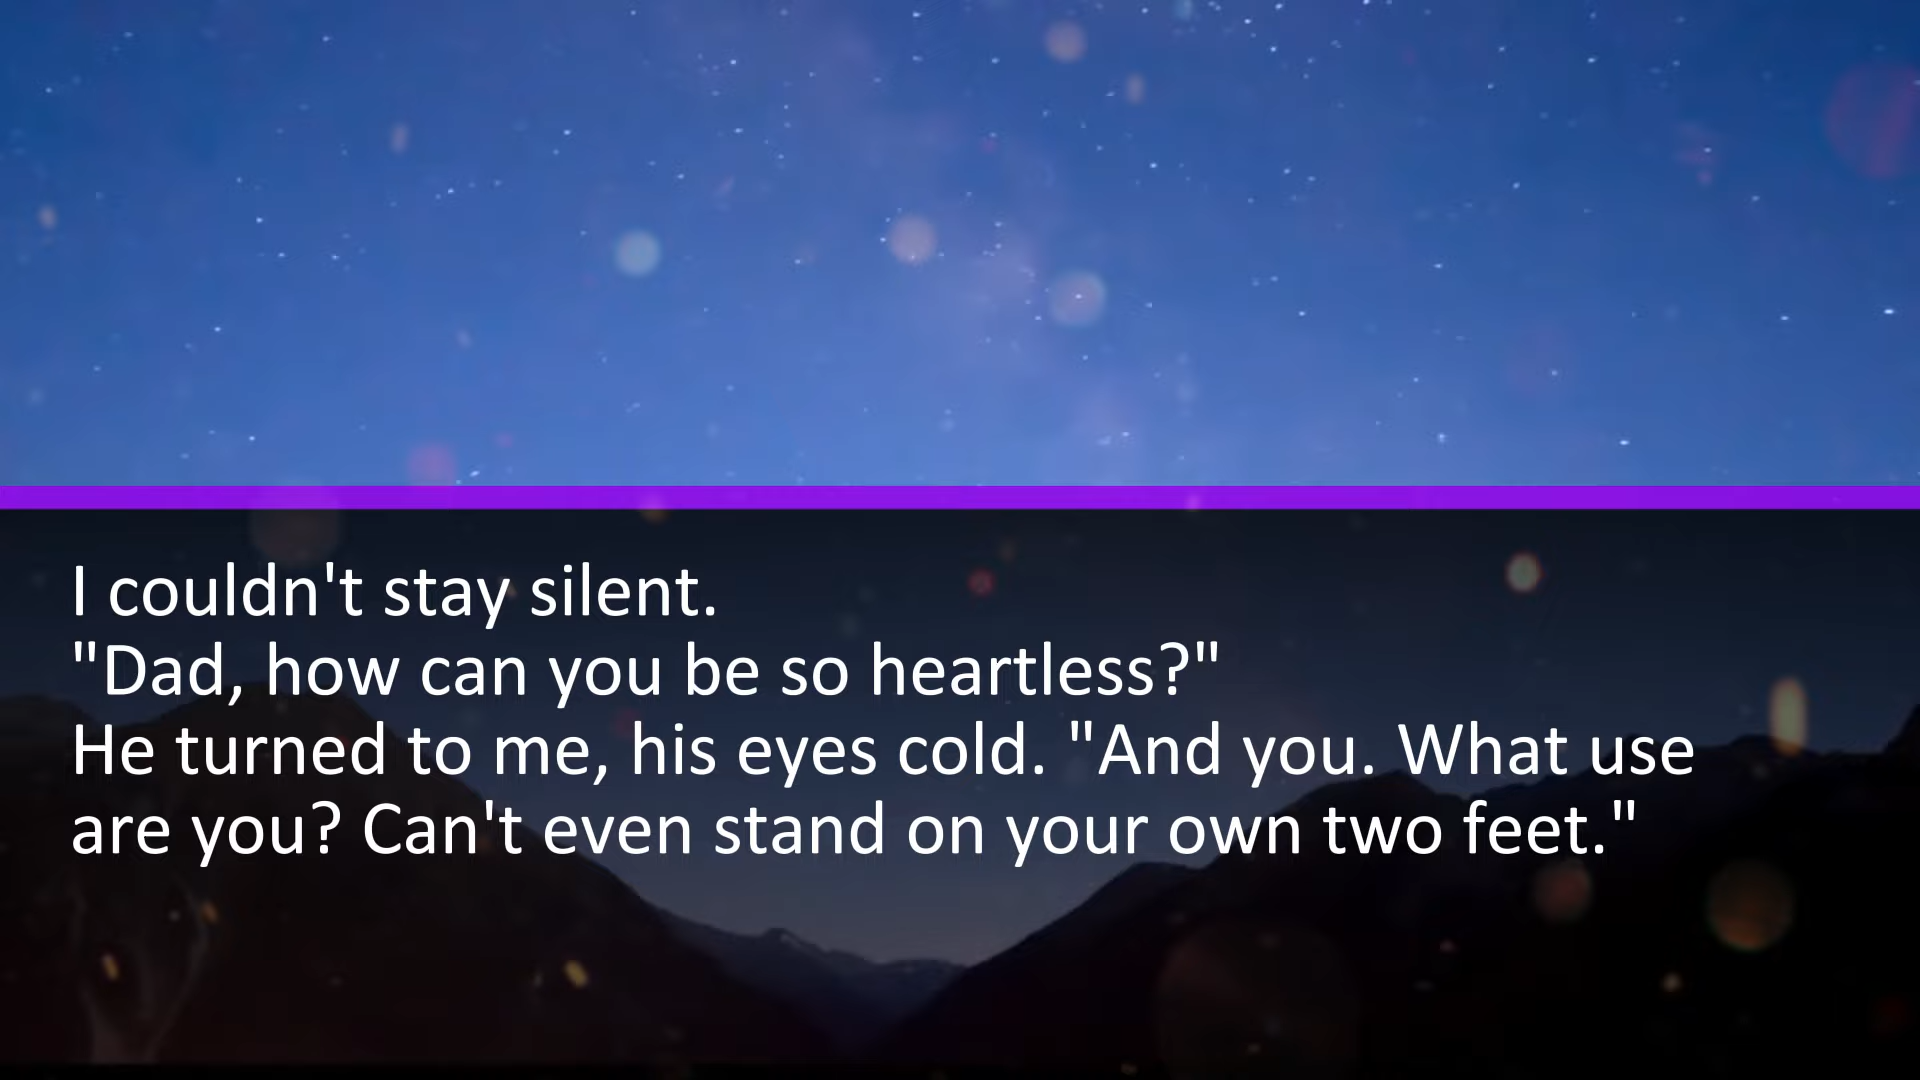 I couldn't stay silent.
"Dad, how can you be so heartless?"
He turned to me, his eyes cold. "And you. What use
are you? Can't even stand on your own two feet."